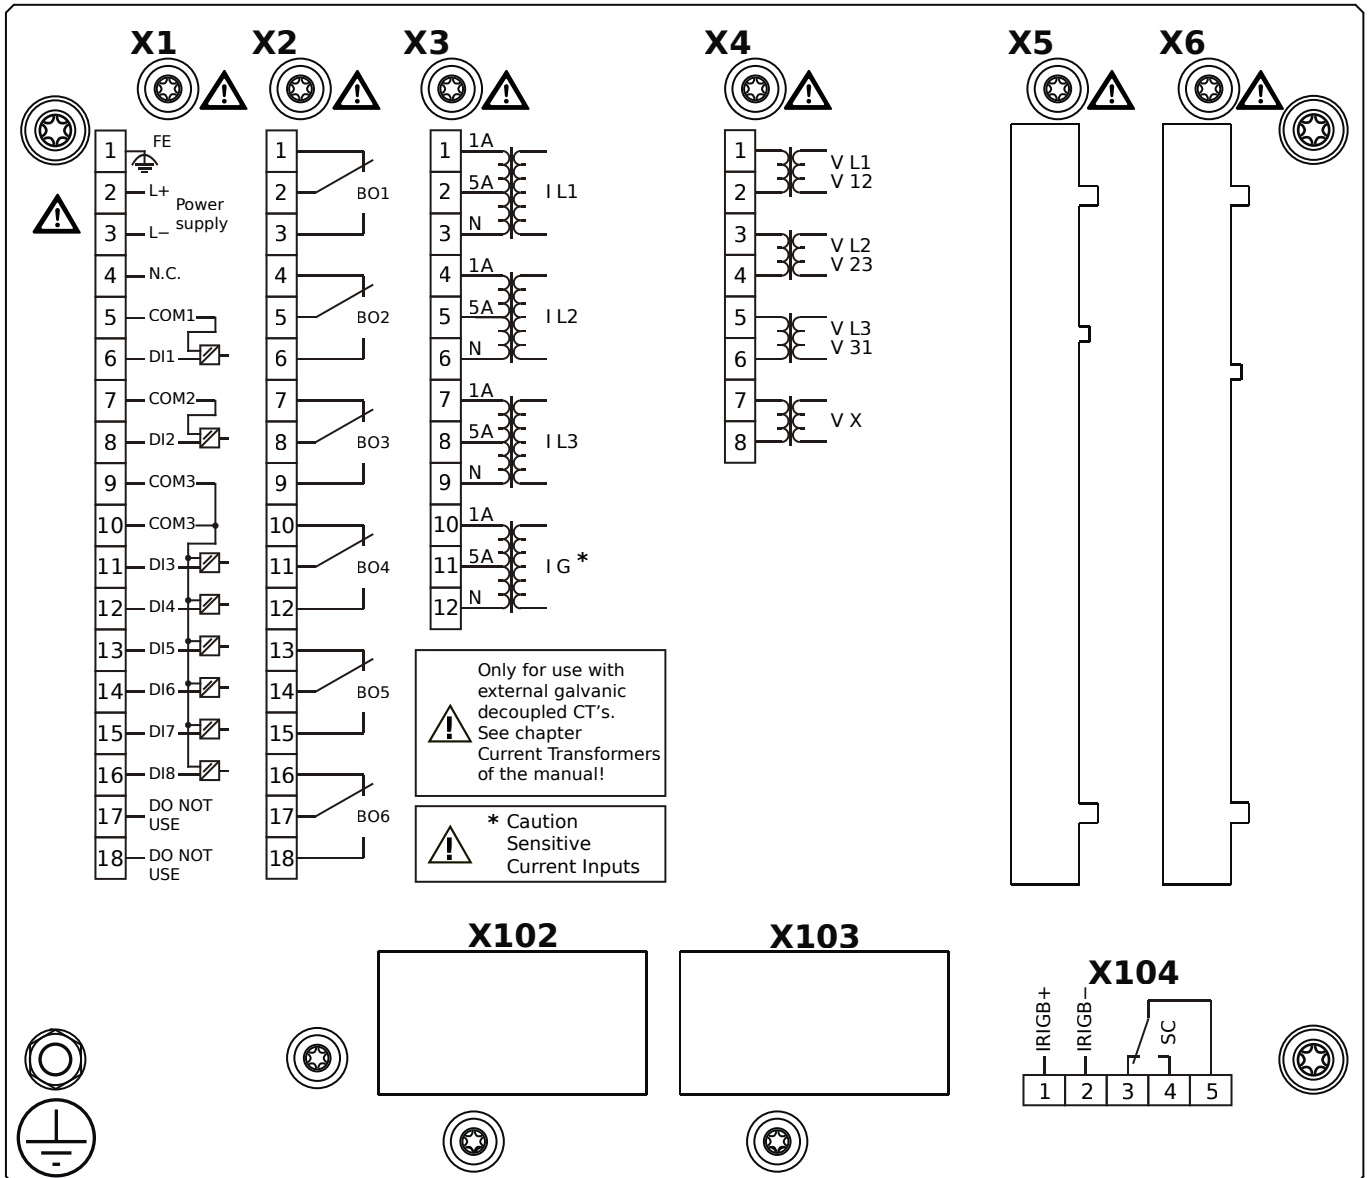 X1
X2
X3
X4
X5
X6
1 FE
2 L+
Power
supply
3 L−
4 N.C.
5 COM1
6 DI1
7 COM2
8 DI2
9 COM3
10 COM3
11 DI3
12 DI4
13 DI5
14 DI6
15 DI7
16 DI8
17 DO NOT
USE
18 DO NOT
USE
1
2 BO1
3
4
5 BO2
6
7
8 BO3
9
10
11 BO4
12
13
14 BO5
15
16
17 BO6
18
1 1A
2 5A I L1
3 N
4 1A
5 5A I L2
6 N
7 1A
8 5A I L3
9 N
10 1A
11 5A I G *
12 N
Only for use with
external galvanic
decoupled CT's.
See chapter
Current Transformers
of the manual!
* Caution
Sensitive
Current Inputs
1 V L1
2 V 12
3 V L2
4 V 23
5 V L3
6 V 31
7 V X
8
X102
X103
X104
IRIGB+
IRIGB−
SC
1 2 3 4 5